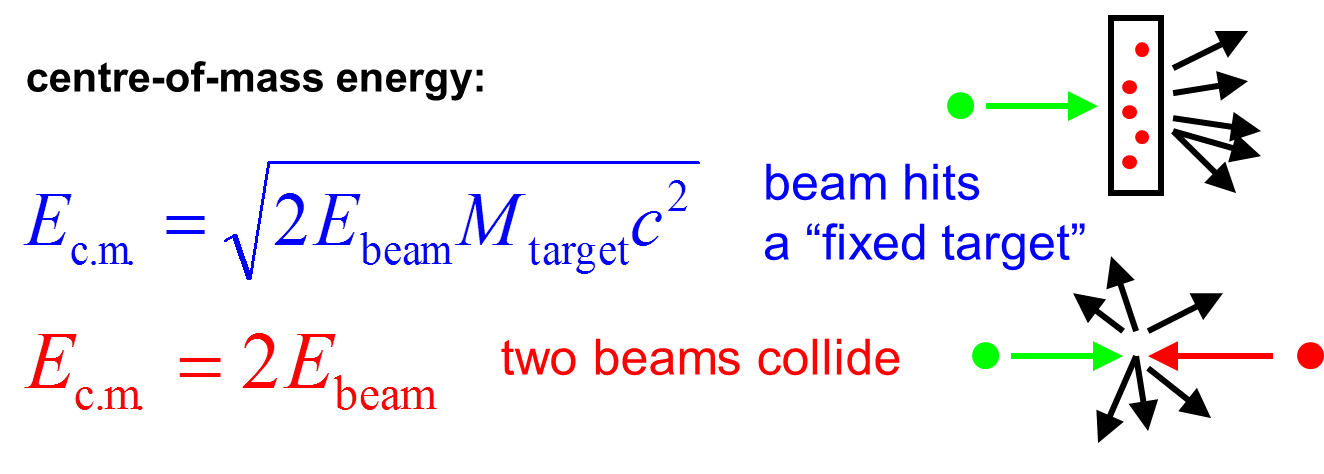 centre-of-mass energy:
E_c.m. = √(2E_beam M_target c²)
beam hits
a “fixed target”
E_c.m. = 2E_beam
two beams collide